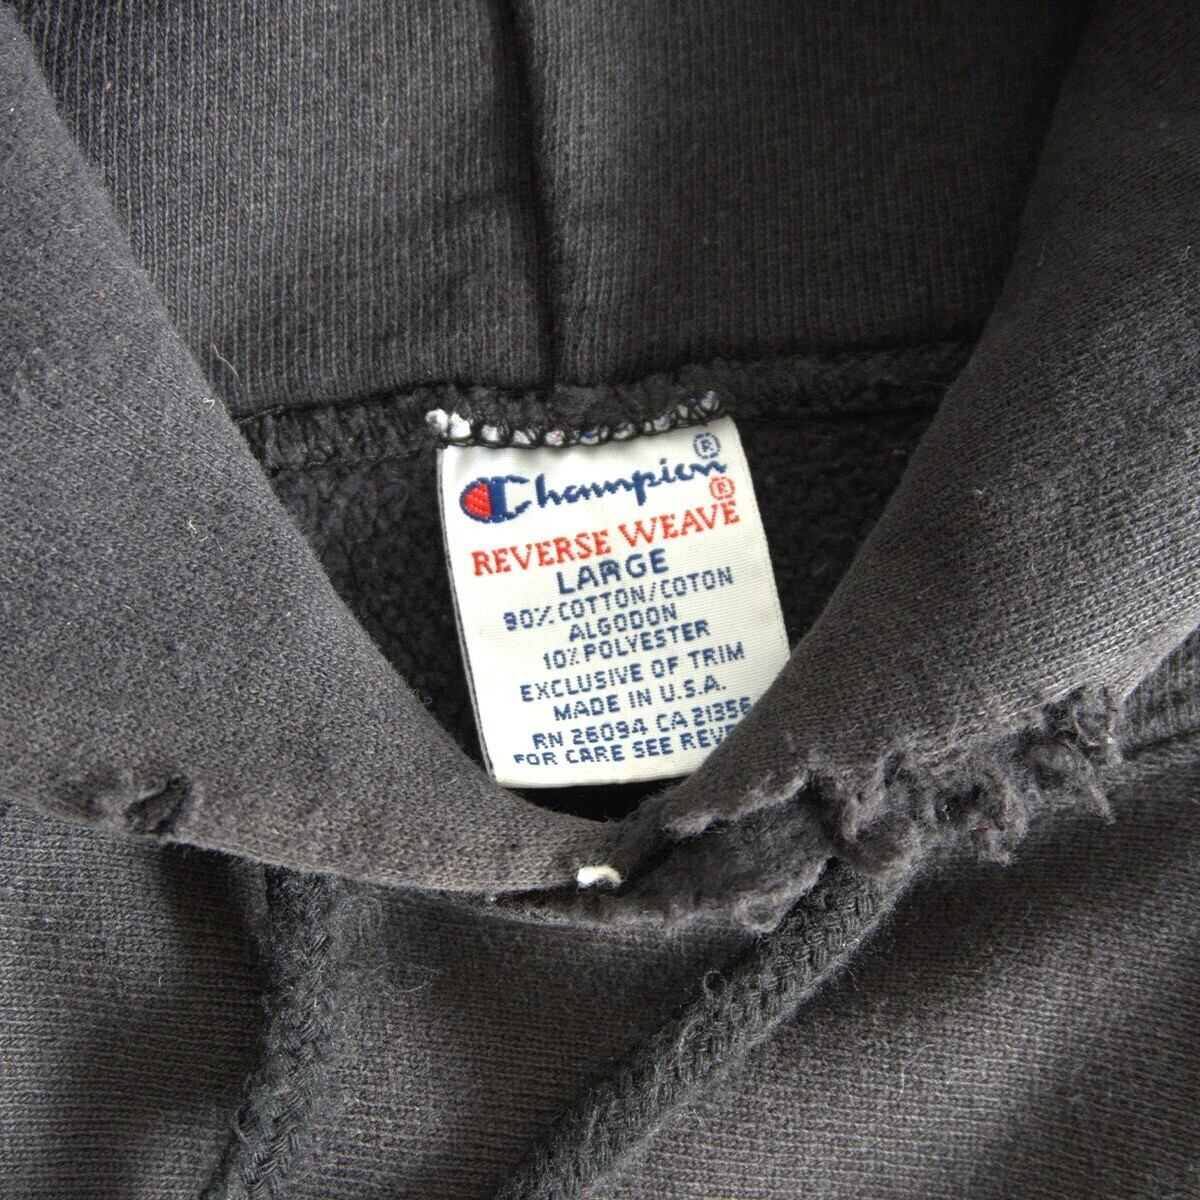 Champion®
REVERSE WEAVE®
LARGE
90% COTTON/COTON
ALGODON
10% POLYESTER
EXCLUSIVE OF TRIM
MADE IN U.S.A.
RN 26094 CA 21356
FOR CARE SEE REV